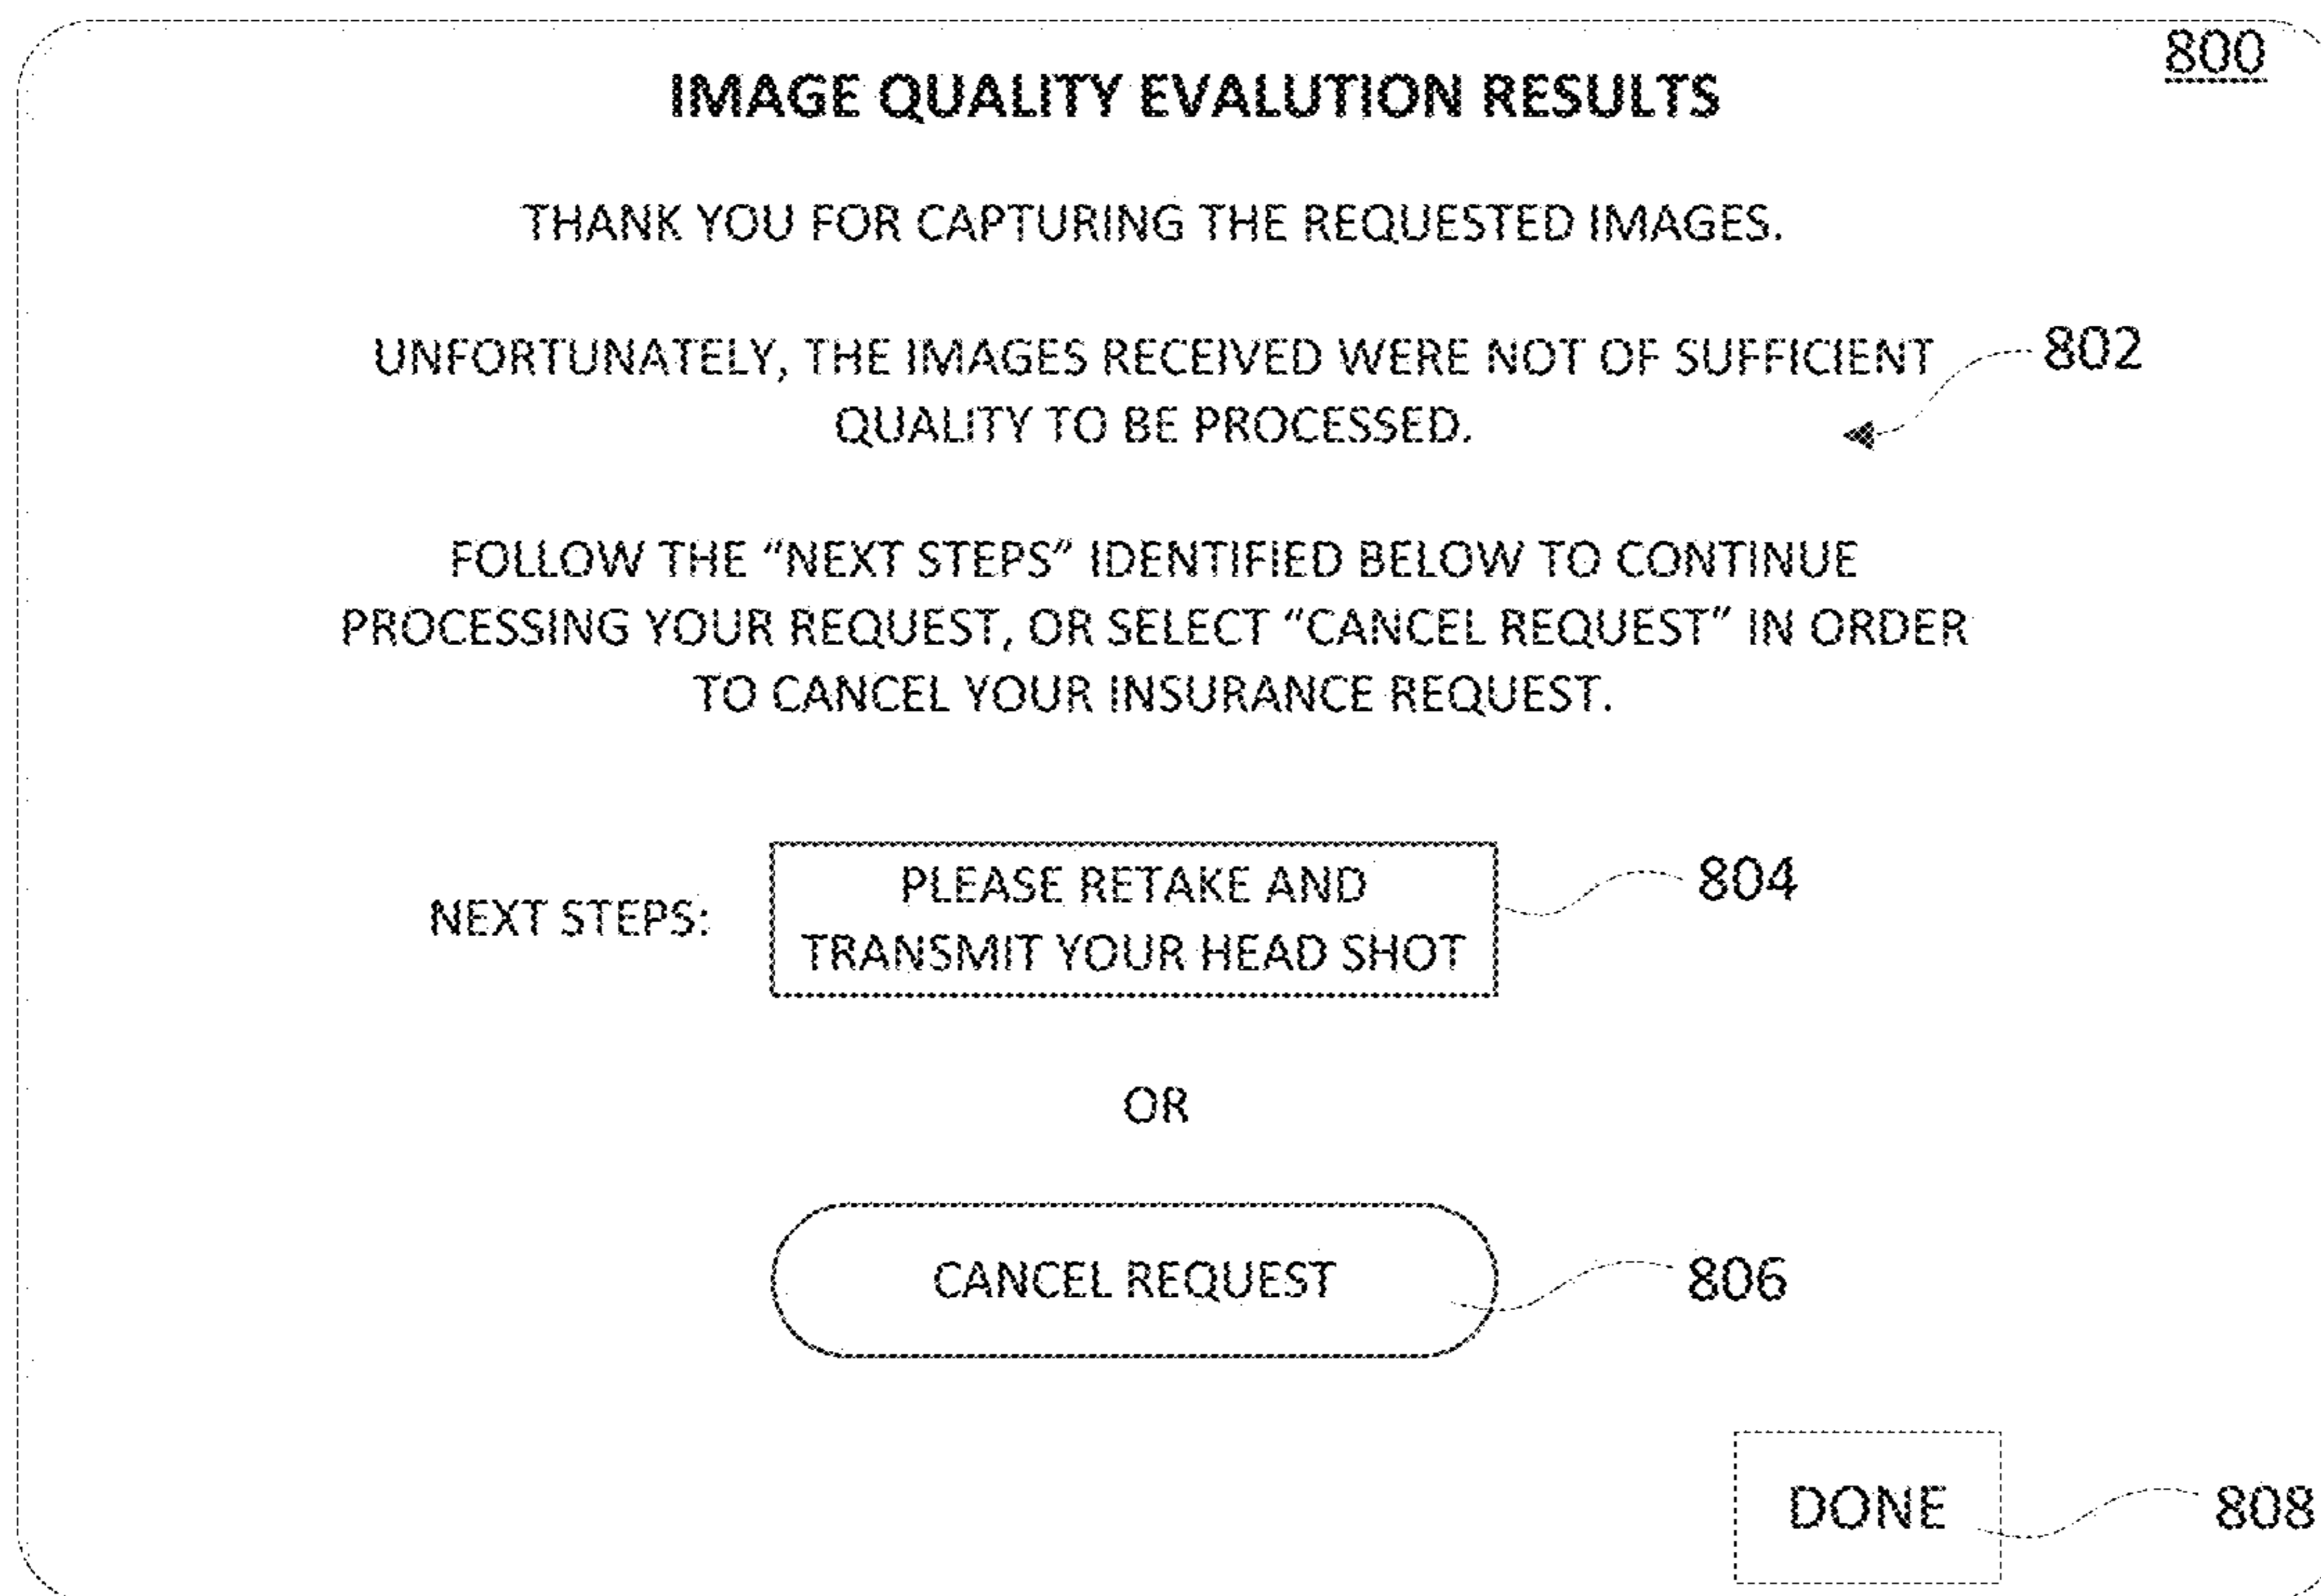 800
IMAGE QUALITY EVALUTION RESULTS
THANK YOU FOR CAPTURING THE REQUESTED IMAGES.
UNFORTUNATELY, THE IMAGES RECEIVED WERE NOT OF SUFFICIENT
802
QUALITY TO BE PROCESSED.
FOLLOW THE “NEXT STEPS” IDENTIFIED BELOW TO CONTINUE
PROCESSING YOUR REQUEST, OR SELECT “CANCEL REQUEST” IN ORDER
TO CANCEL YOUR INSURANCE REQUEST.
NEXT STEPS:
PLEASE RETAKE AND
TRANSMIT YOUR HEAD SHOT
804
OR
CANCEL REQUEST
806
DONE
808